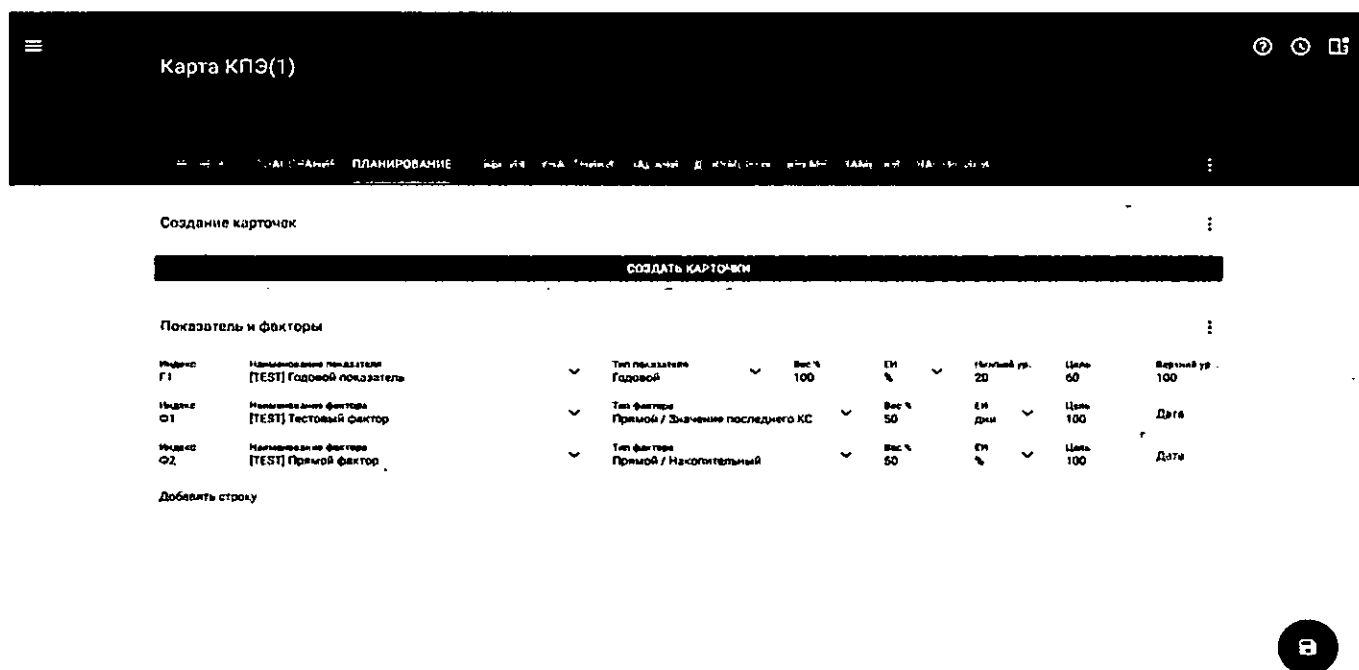 Карта КПЭ(1)
ПЛАНИРОВАНИЕ
Создание карточек
СОЗДАТЬ КАРТОЧКИ
Показатель и факторы
Индекс Наименование показателя Тип показателя Вес % ЕИ Нижний ур. Цель Верхний ур.
Г1 [TEST] Годовой показатель Годовой 100 % 20 60 100
Индекс Наименование фактора Тип фактора Вес % ЕИ Цель
Ф1 [TEST] Тестовый фактор Прямой / Значение последнего КС 50 дни 100 Дата
Индекс Наименование фактора Тип фактора Вес % ЕИ Цель
Ф2 [TEST] Прямой фактор Прямой / Накопительный 50 % 100 Дата
Добавить строку